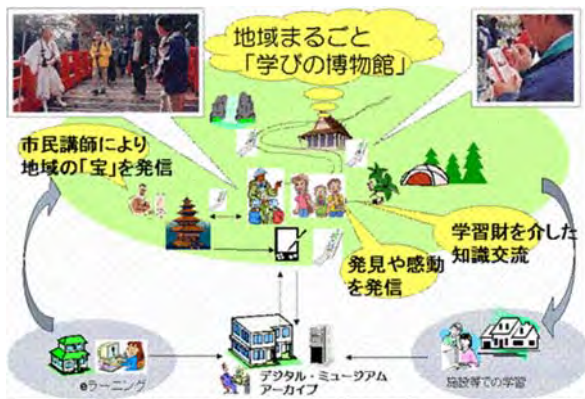 地域まるごと
「学びの博物館」
市民講師により
地域の「宝」を発信
学習財を介した
知識交流
発見や感動
を発信
eラーニング
デジタル・ミュージアム
アーカイブ
施設等での学習